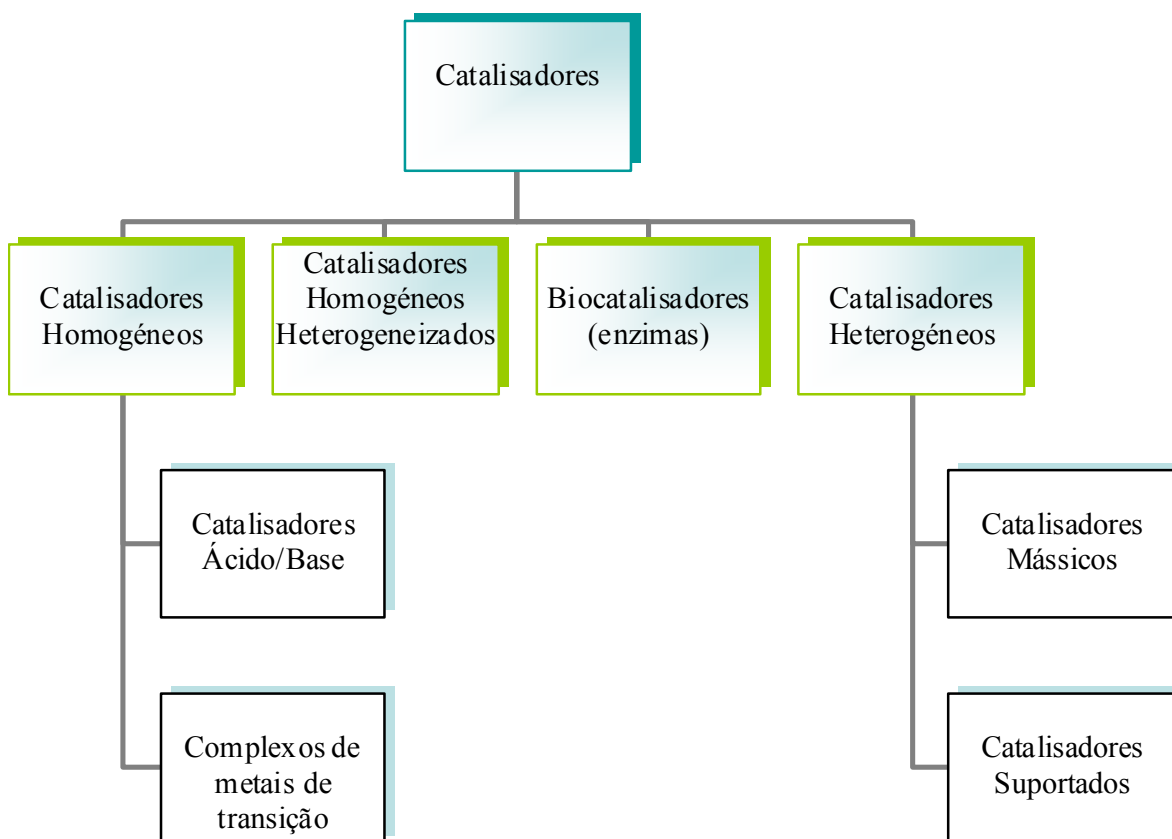 Catalisadores
Catalisadores
Homogéneos
Catalisadores
Homogéneos
Heterogeneizados
Biocatalisadores
(enzimas)
Catalisadores
Heterogéneos
Catalisadores
Ácido/Base
Complexos de
metais de
transição
Catalisadores
Mássicos
Catalisadores
Suportados